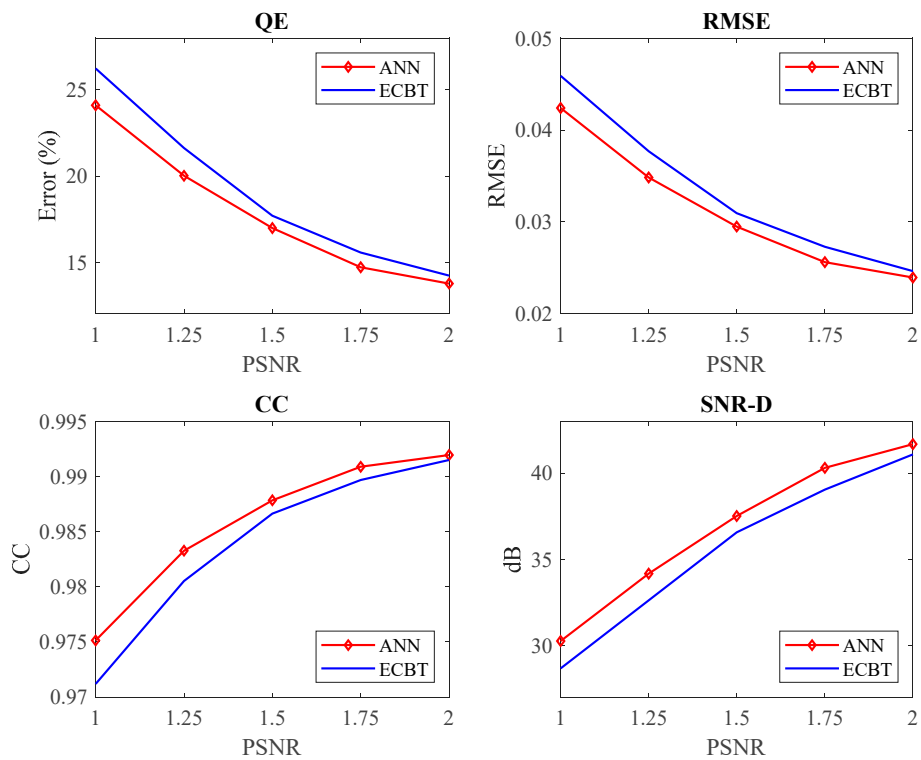 QE
Error (%)
25
20
15
1 1.25 1.5 1.75 2
PSNR
ANN
ECBT
RMSE
RMSE
0.05
0.04
0.03
0.02
1 1.25 1.5 1.75 2
PSNR
ANN
ECBT
CC
CC
0.995
0.99
0.985
0.98
0.975
0.97
1 1.25 1.5 1.75 2
PSNR
ANN
ECBT
SNR-D
dB
40
35
30
1 1.25 1.5 1.75 2
PSNR
ANN
ECBT